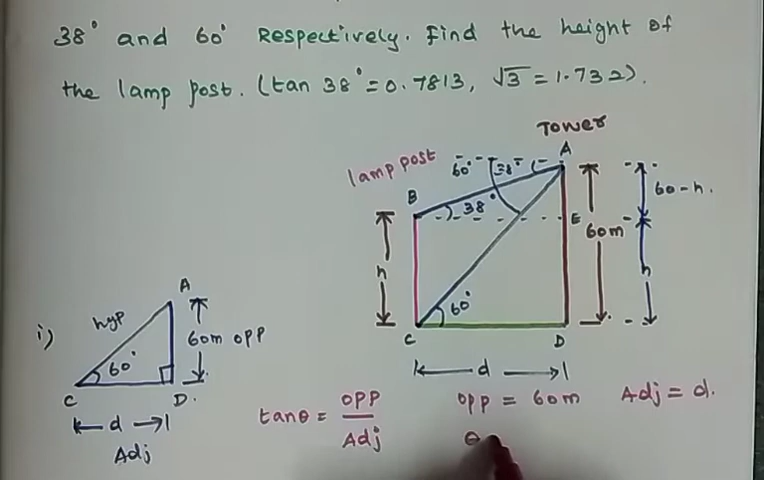 38° and 60° Respectively. Find the height of
the lamp post. (tan 38° = 0.7813, √3 = 1.732).
Tower
lamp post
60° 38° A
B
38° E
60-h.
60m
h
h
60°
C D
d
i)
A
hyp
60m opp
60°
C D.
d
Adj
tanθ = opp/Adj
opp = 60m Adj = d.
θ